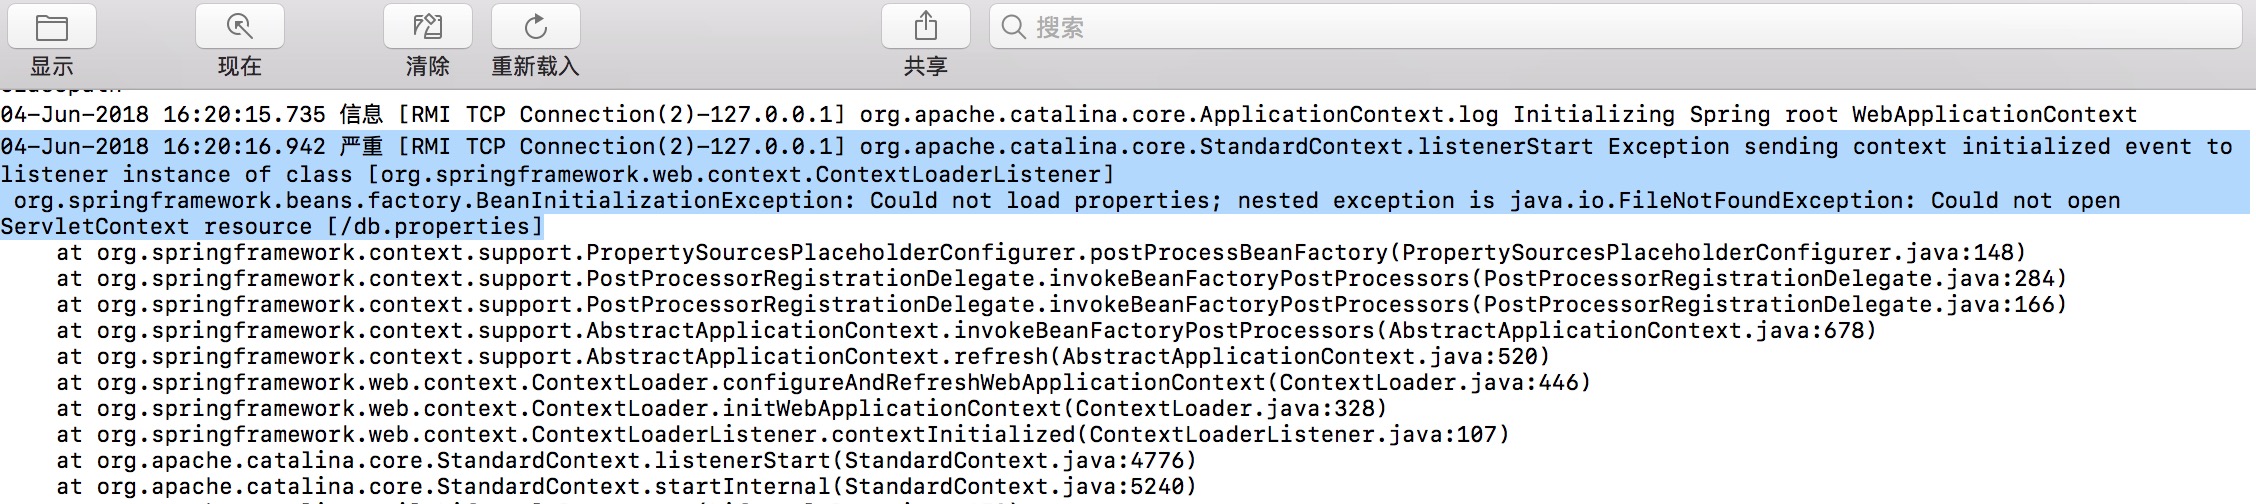 显示
现在
清除
重新载入
共享
搜索
04-Jun-2018 16:20:15.735 信息 [RMI TCP Connection(2)-127.0.0.1] org.apache.catalina.core.ApplicationContext.log Initializing Spring root WebApplicationContext
04-Jun-2018 16:20:16.942 严重 [RMI TCP Connection(2)-127.0.0.1] org.apache.catalina.core.StandardContext.listenerStart Exception sending context initialized event to
listener instance of class [org.springframework.web.context.ContextLoaderListener]
org.springframework.beans.factory.BeanInitializationException: Could not load properties; nested exception is java.io.FileNotFoundException: Could not open
ServletContext resource [/db.properties]
at org.springframework.context.support.PropertySourcesPlaceholderConfigurer.postProcessBeanFactory(PropertySourcesPlaceholderConfigurer.java:148)
at org.springframework.context.support.PostProcessorRegistrationDelegate.invokeBeanFactoryPostProcessors(PostProcessorRegistrationDelegate.java:284)
at org.springframework.context.support.PostProcessorRegistrationDelegate.invokeBeanFactoryPostProcessors(PostProcessorRegistrationDelegate.java:166)
at org.springframework.context.support.AbstractApplicationContext.invokeBeanFactoryPostProcessors(AbstractApplicationContext.java:678)
at org.springframework.context.support.AbstractApplicationContext.refresh(AbstractApplicationContext.java:520)
at org.springframework.web.context.ContextLoader.configureAndRefreshWebApplicationContext(ContextLoader.java:446)
at org.springframework.web.context.ContextLoader.initWebApplicationContext(ContextLoader.java:328)
at org.springframework.web.context.ContextLoaderListener.contextInitialized(ContextLoaderListener.java:107)
at org.apache.catalina.core.StandardContext.listenerStart(StandardContext.java:4776)
at org.apache.catalina.core.StandardContext.startInternal(StandardContext.java:5240)